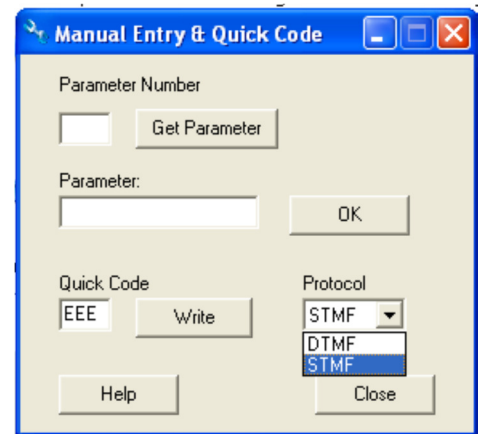 Manual Entry & Quick Code
Parameter Number
Get Parameter
Parameter:
OK
Quick Code
Protocol
EEE
Write
STMF
DTMF
STMF
Help
Close